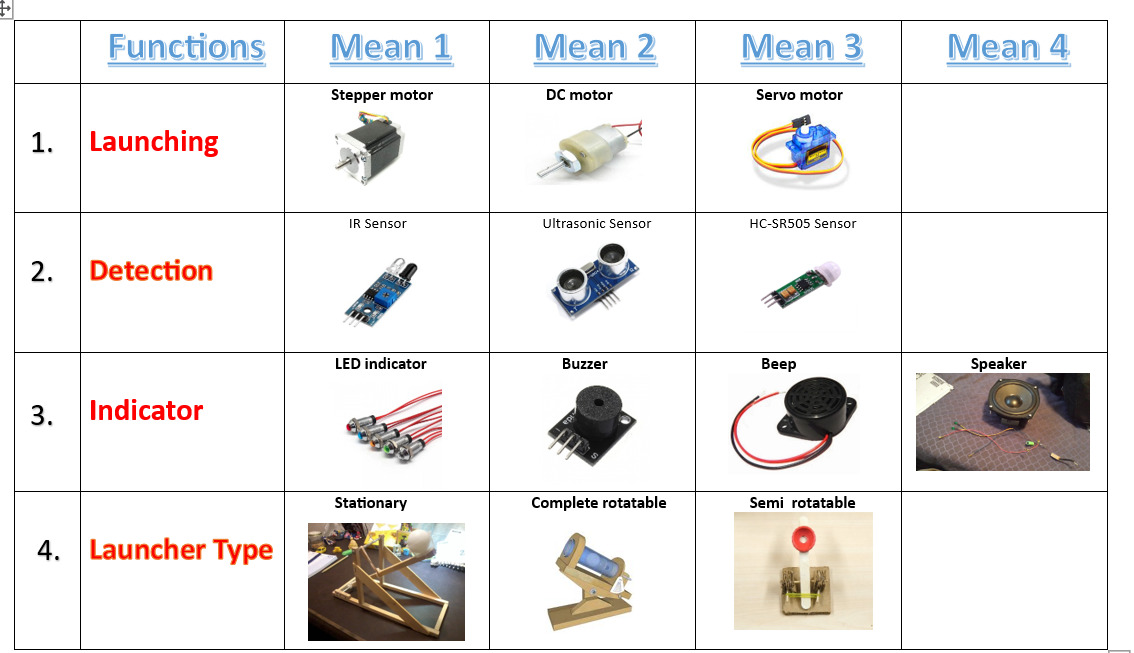 Functions Mean 1 Mean 2 Mean 3 Mean 4
Stepper motor DC motor Servo motor
1. Launching
IR Sensor Ultrasonic Sensor HC-SR505 Sensor
2. Detection
LED indicator Buzzer Beep Speaker
3. Indicator
S
Stationary Complete rotatable Semi rotatable
4. Launcher Type